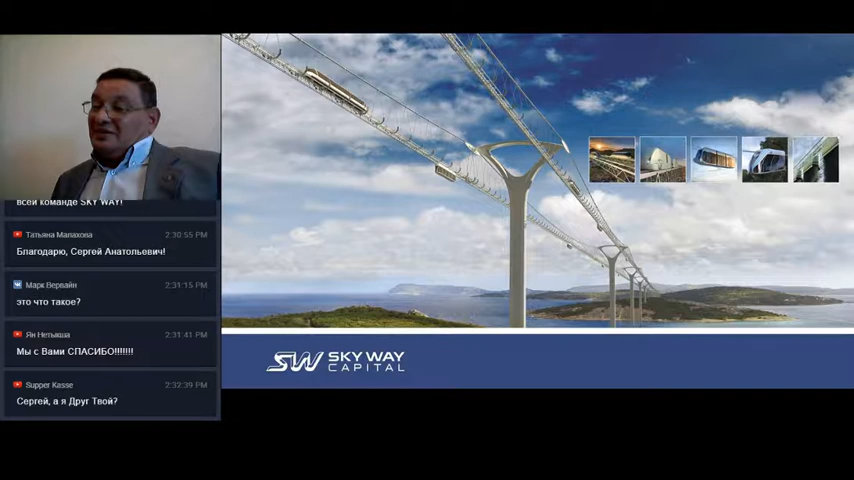 всей команде SKY WAY!
Татьяна Малахова 2:30:55 PM
Благодарю, Сергей Анатольевич!
Марк Вервайн 2:31:15 PM
это что такое?
Ян Нетыкша 2:31:41 PM
Мы с Вами СПАСИБО!!!!!!!
Supper Kasse 2:32:39 PM
Сергей, а я Друг Твой?
SW SKY WAY
CAPITAL